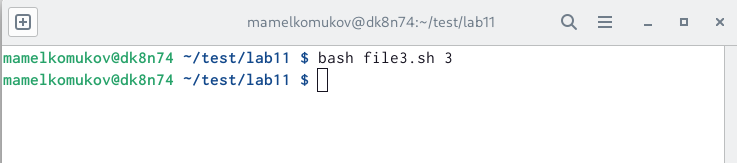 mamelkomukov@dk8n74:~/test/lab11
mamelkomukov@dk8n74 ~/test/lab11 $ bash file3.sh 3
mamelkomukov@dk8n74 ~/test/lab11 $